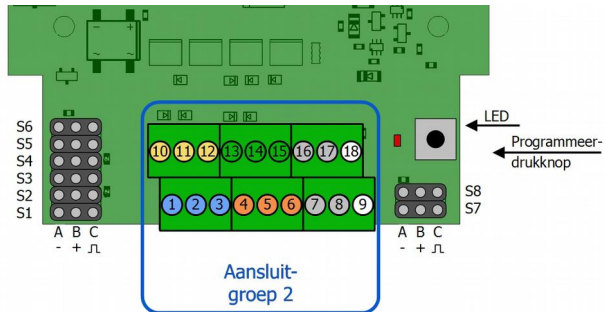 LED
Programmeer-
drukknop
S6
S5
S4
S3
S2
S1
10 11 12 13 14 15 16 17 18
1 2 3 4 5 6 7 8 9
S8
S7
A B C
- +
A B C
- +
Aansluit-
groep 2